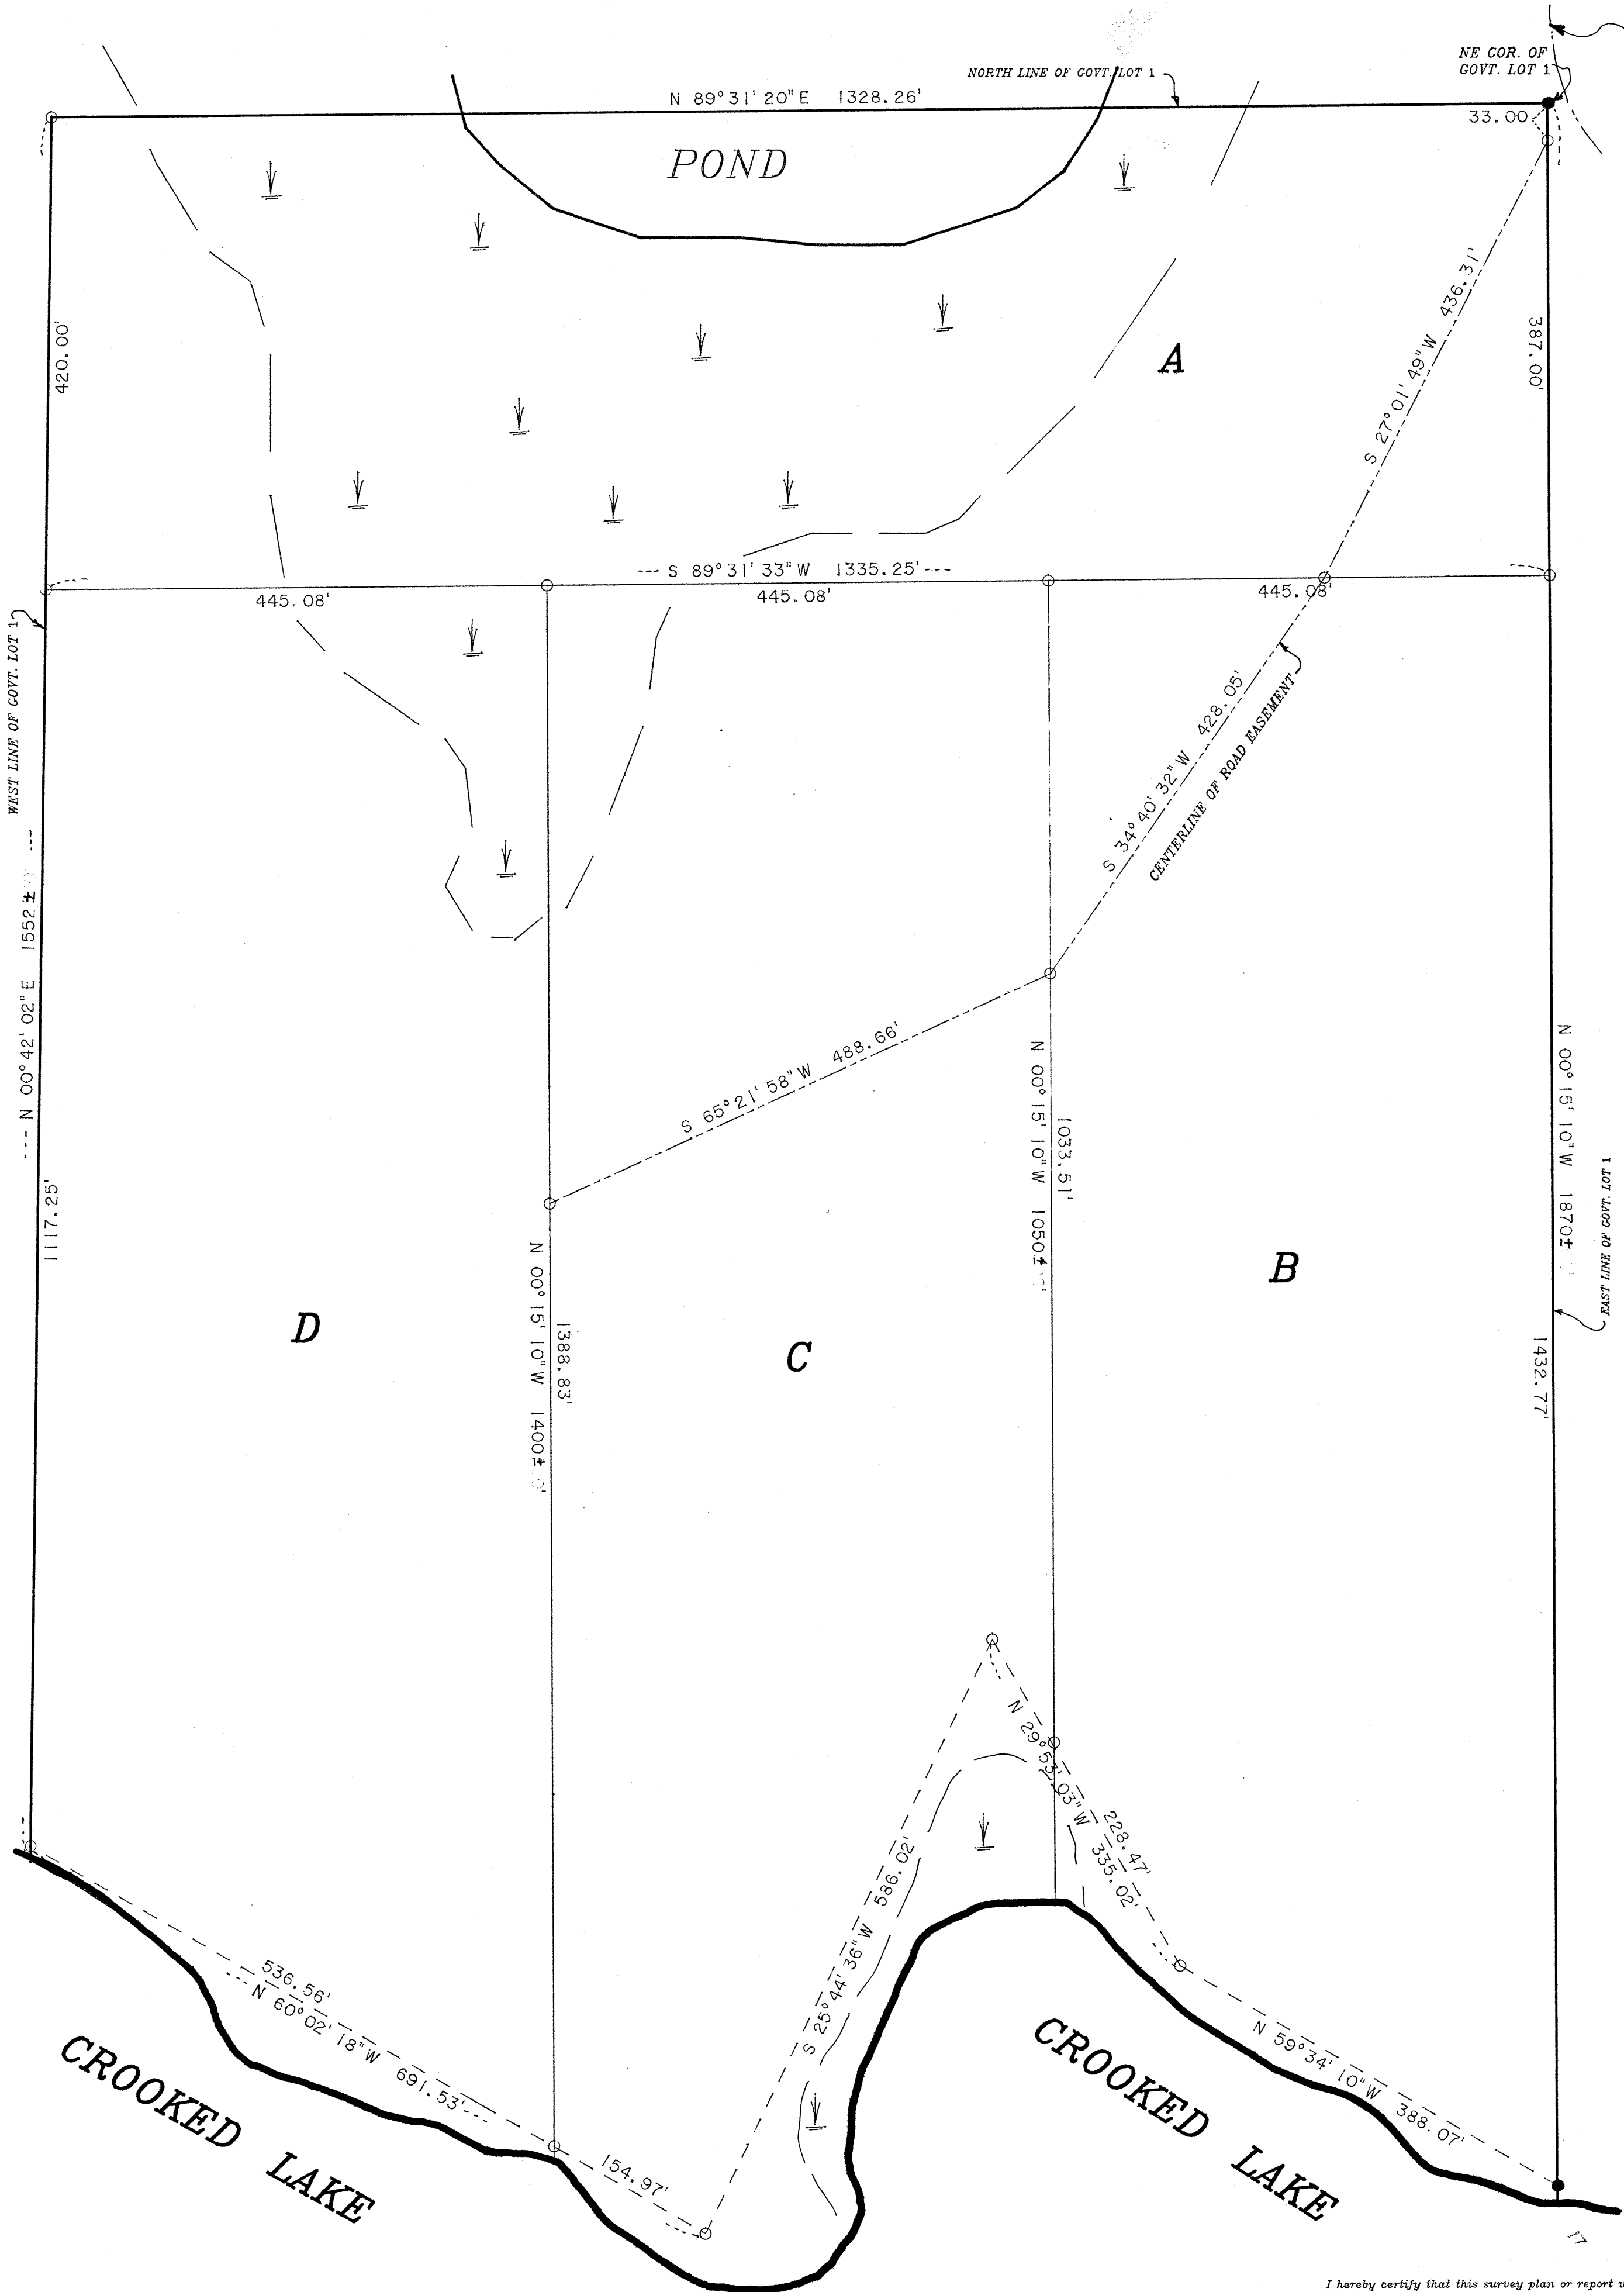 NE COR. OF
GOVT. LOT 1
NORTH LINE OF GOVT. LOT 1
N 89°31'20"E 1328.26'
33.00
POND
420.00'
387.00'
S 27°01'49"W 436.31'
A
--- S 89°31'33"W 1335.25'---
445.08'
445.08'
445.08'
WEST LINE OF GOVT. LOT 1
S 34°40'32"W 428.05'
CENTERLINE OF ROAD EASEMENT
--- N 00°42'02"E 1552± ---
1117.25'
S 65°21'58"W 488.66'
N 00°15'10"W 1050±
1033.51'
N 00°15'10"W 1870±
EAST LINE OF GOVT. LOT 1
1432.77'
B
D
C
N 00°15'10"W 1400±
1388.83'
N 29°53'03"W 335.02'
228.47'
S 25°44'36"W 586.02'
536.56'
--- N 60°02'18"W 691.53'---
154.97'
N 59°34'10"W 388.07'
CROOKED LAKE
CROOKED LAKE
17
I hereby certify that this survey plan or report